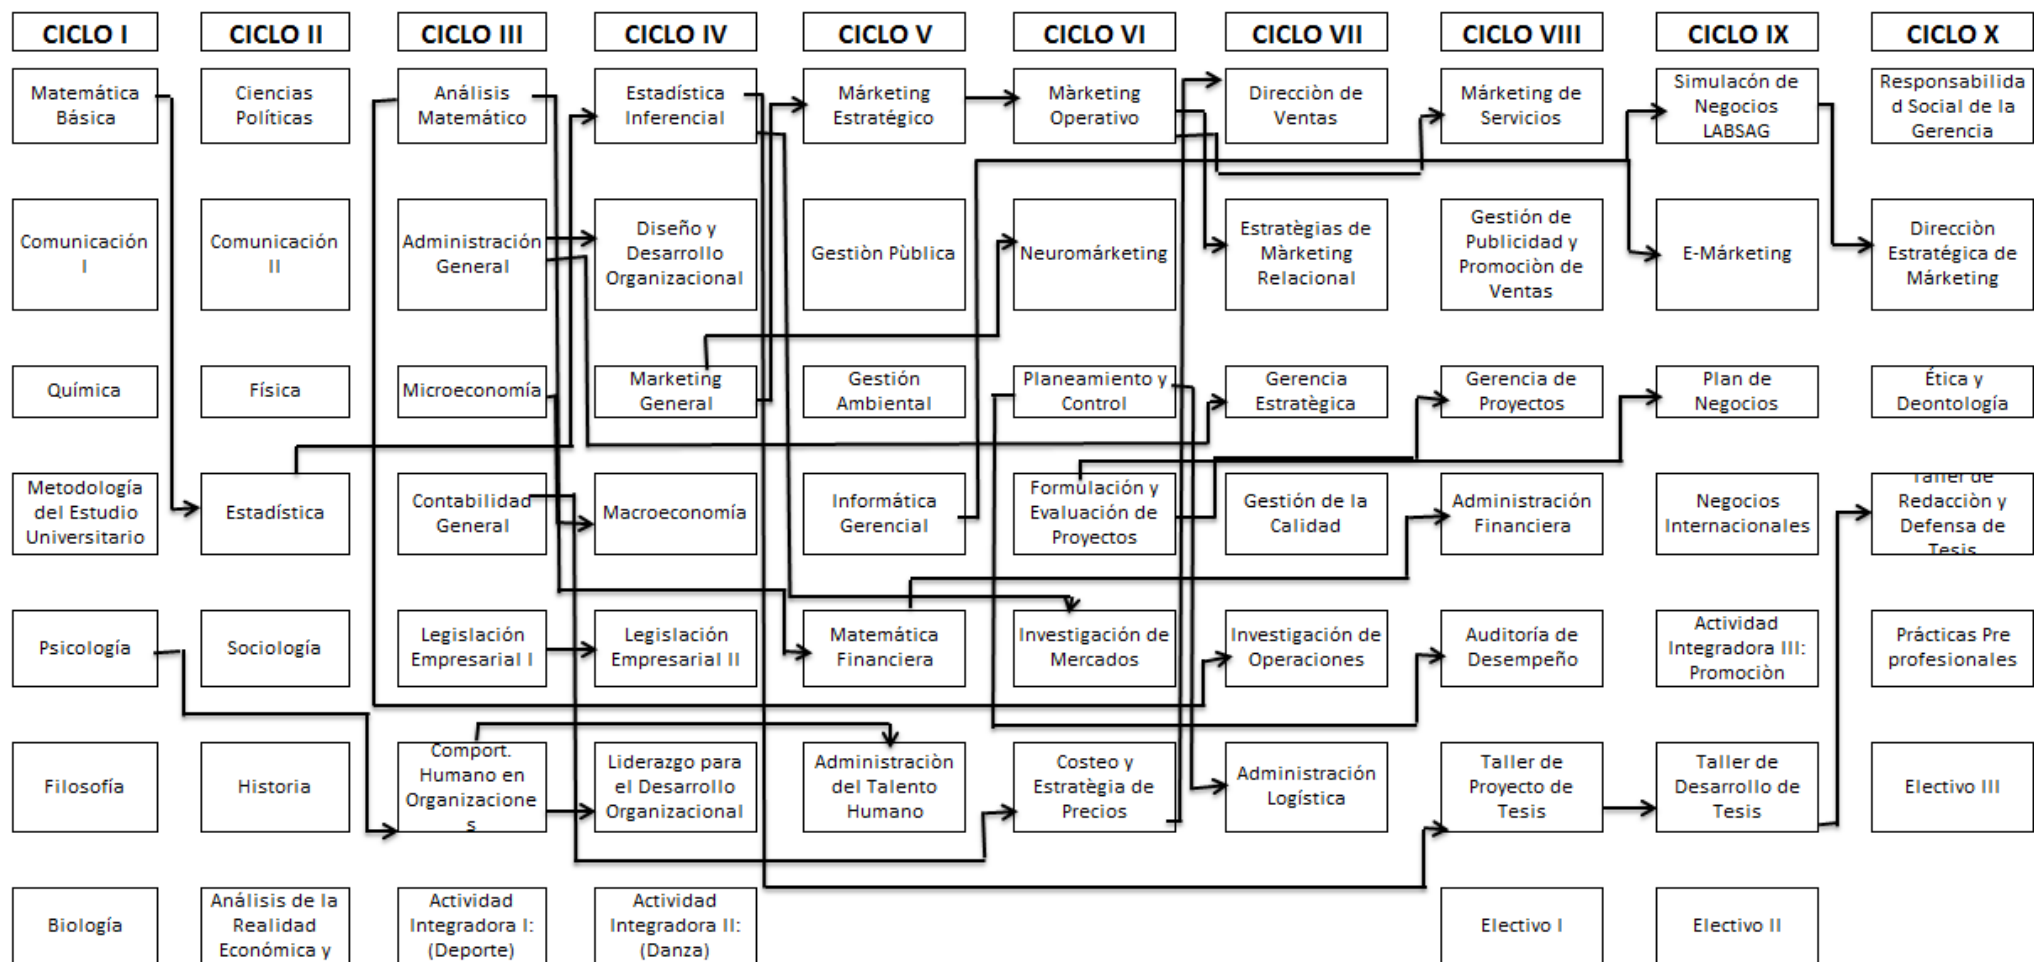 CICLO I
CICLO II
CICLO III
CICLO IV
CICLO V
CICLO VI
CICLO VII
CICLO VIII
CICLO IX
CICLO X
Matemática
Básica
Ciencias
Políticas
Análisis
Matemático
Estadística
Inferencial
Márketing
Estratégico
Màrketing
Operativo
Direcciòn de
Ventas
Márketing de
Servicios
Simulacón de
Negocios
LABSAG
Responsabilida
d Social de la
Gerencia
Comunicación
I
Comunicación
II
Administración
General
Diseño y
Desarrollo
Organizacional
Gestiòn Pùblica
Neuromárketing
Estratègias de
Màrketing
Relacional
Gestión de
Publicidad y
Promociòn de
Ventas
E-Márketing
Direcciòn
Estratégica de
Márketing
Química
Física
Microeconomía
Marketing
General
Gestión
Ambiental
Planeamiento y
Control
Gerencia
Estratègica
Gerencia de
Proyectos
Plan de
Negocios
Ética y
Deontología
Metodología
del Estudio
Universitario
Estadística
Contabilidad
General
Macroeconomía
Informática
Gerencial
Formulación y
Evaluación de
Proyectos
Gestión de la
Calidad
Administración
Financiera
Negocios
Internacionales
Taller de
Redacciòn y
Defensa de
Tesis
Psicología
Sociología
Legislación
Empresarial I
Legislación
Empresarial II
Matemática
Financiera
Investigación de
Mercados
Investigación de
Operaciones
Auditoría de
Desempeño
Actividad
Integradora III:
Promociòn
Prácticas Pre
profesionales
Filosofía
Historia
Comport.
Humano en
Organizacione
s
Liderazgo para
el Desarrollo
Organizacional
Administraciòn
del Talento
Humano
Costeo y
Estratègia de
Precios
Administración
Logística
Taller de
Proyecto de
Tesis
Taller de
Desarrollo de
Tesis
Electivo III
Biología
Análisis de la
Realidad
Económica y
Actividad
Integradora I:
(Deporte)
Actividad
Integradora II:
(Danza)
Electivo I
Electivo II